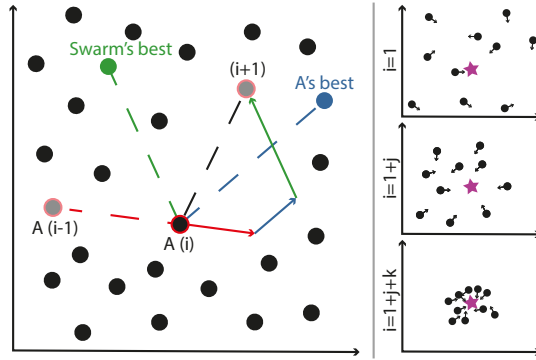 Swarm's best
(i+1)
A's best
A (i-1)
A (i)
i=1
i=1+j
i=1+j+k